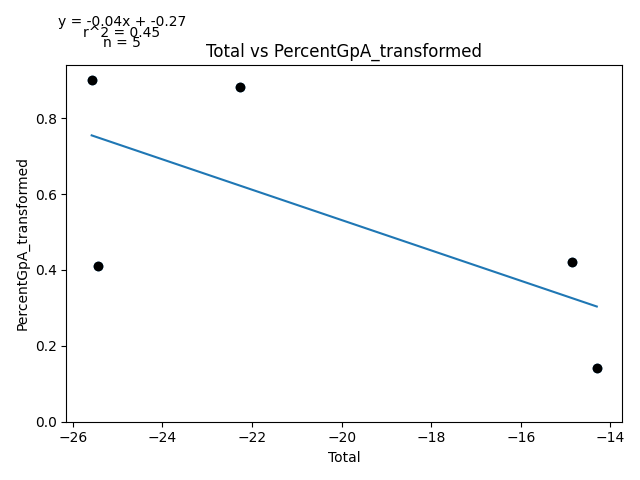 y = -0.04x + -0.27
r^2 = 0.45
n = 5
Total vs PercentGpA_transformed
PercentGpA_transformed
0.8
0.6
0.4
0.2
0.0
−26
−24
−22
−20
−18
−16
−14
Total